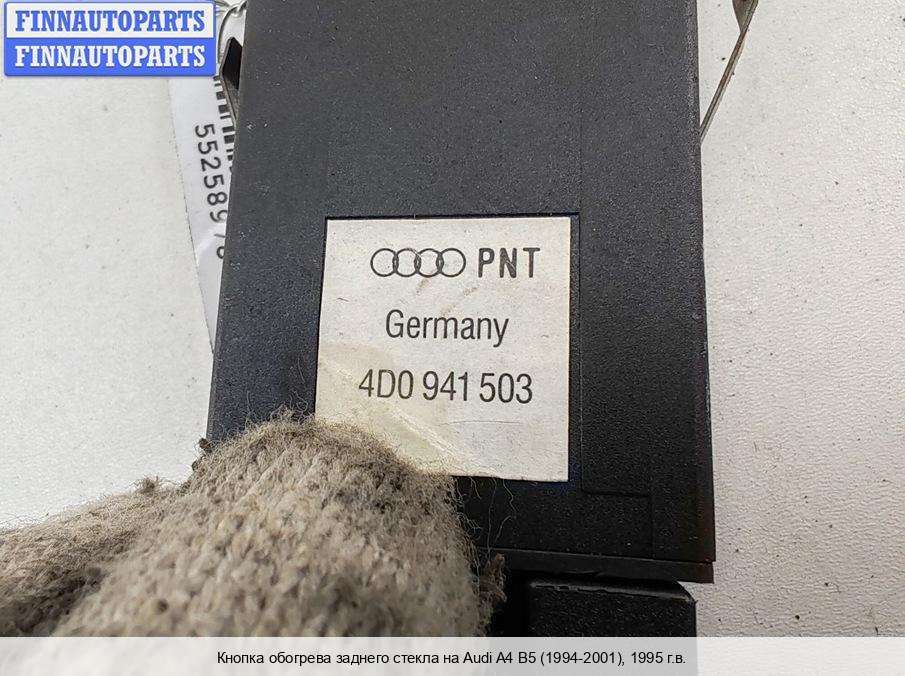 FINNAUTOPARTS
FINNAUTOPARTS
PNT
Germany
4D0 941 503
Кнопка обогрева заднего стекла на Audi A4 B5 (1994-2001), 1995 г.в.